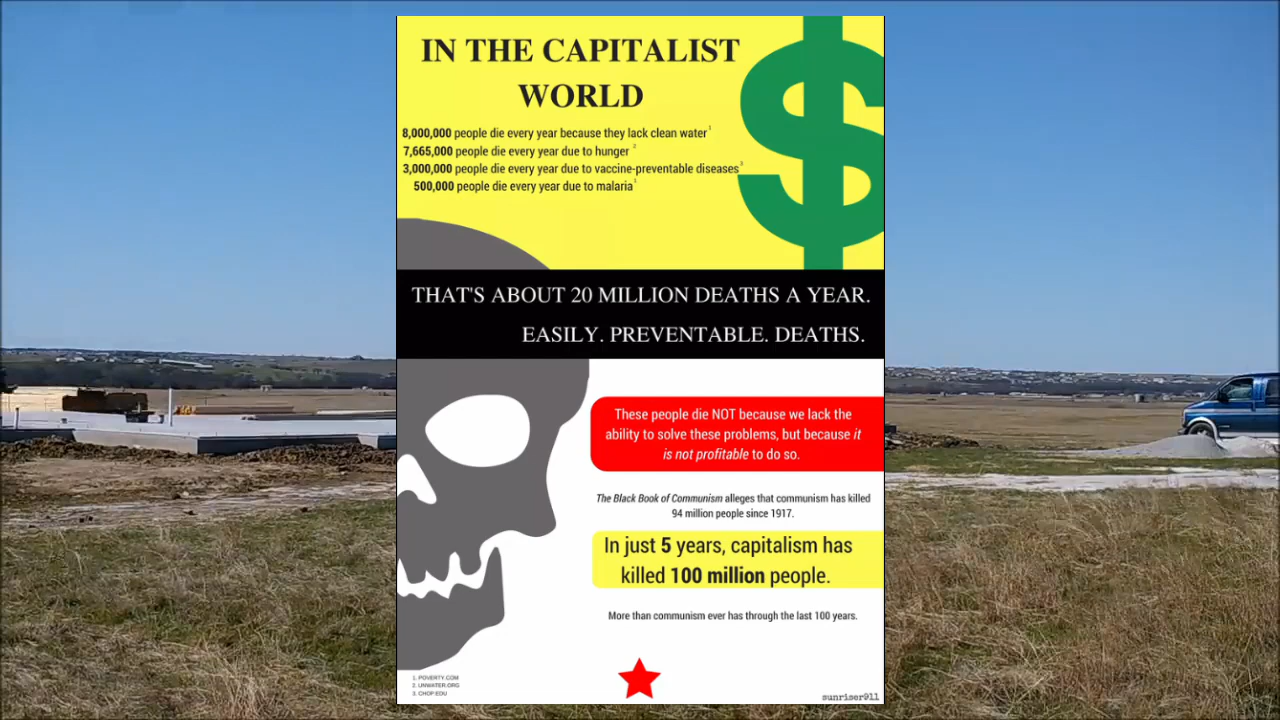 IN THE CAPITALIST
WORLD
8,000,000 people die every year because they lack clean water¹
7,665,000 people die every year due to hunger ²
3,000,000 people die every year due to vaccine-preventable diseases³
500,000 people die every year due to malaria¹
THAT'S ABOUT 20 MILLION DEATHS A YEAR.
EASILY. PREVENTABLE. DEATHS.
These people die NOT because we lack the
ability to solve these problems, but because it
is not profitable to do so.
The Black Book of Communism alleges that communism has killed
94 million people since 1917.
In just 5 years, capitalism has
killed 100 million people.
More than communism ever has through the last 100 years.
1. POVERTY.COM
2. UNWATER.ORG
3. CHOP.EDU
sunriser911